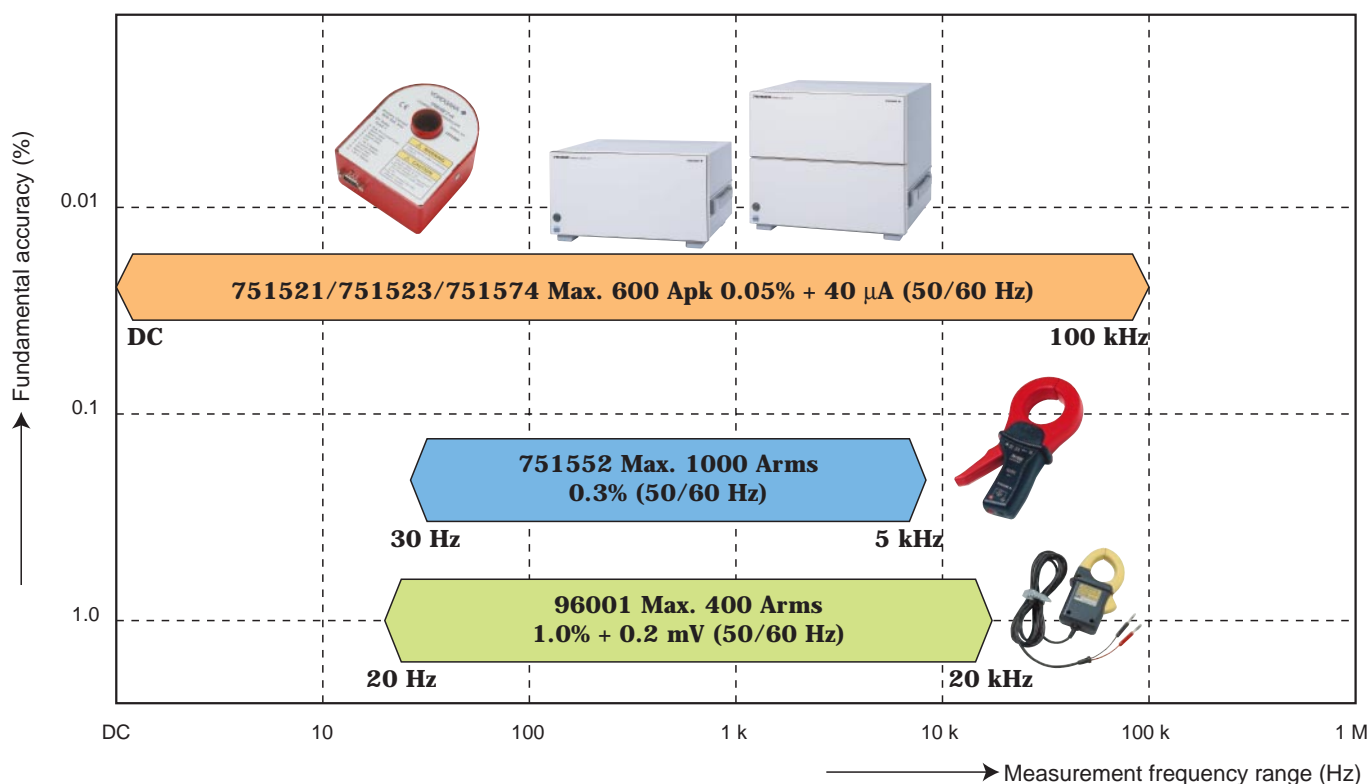 Fundamental accuracy (%)
YOKOGAWA
WARNING
CAUTION
0.01
751521/751523/751574 Max. 600 Apk 0.05% + 40 μA (50/60 Hz)
DC
100 kHz
0.1
751552 Max. 1000 Arms
0.3% (50/60 Hz)
30 Hz
5 kHz
1.0
96001 Max. 400 Arms
1.0% + 0.2 mV (50/60 Hz)
20 Hz
20 kHz
DC
10
100
1 k
10 k
100 k
1 M
Measurement frequency range (Hz)